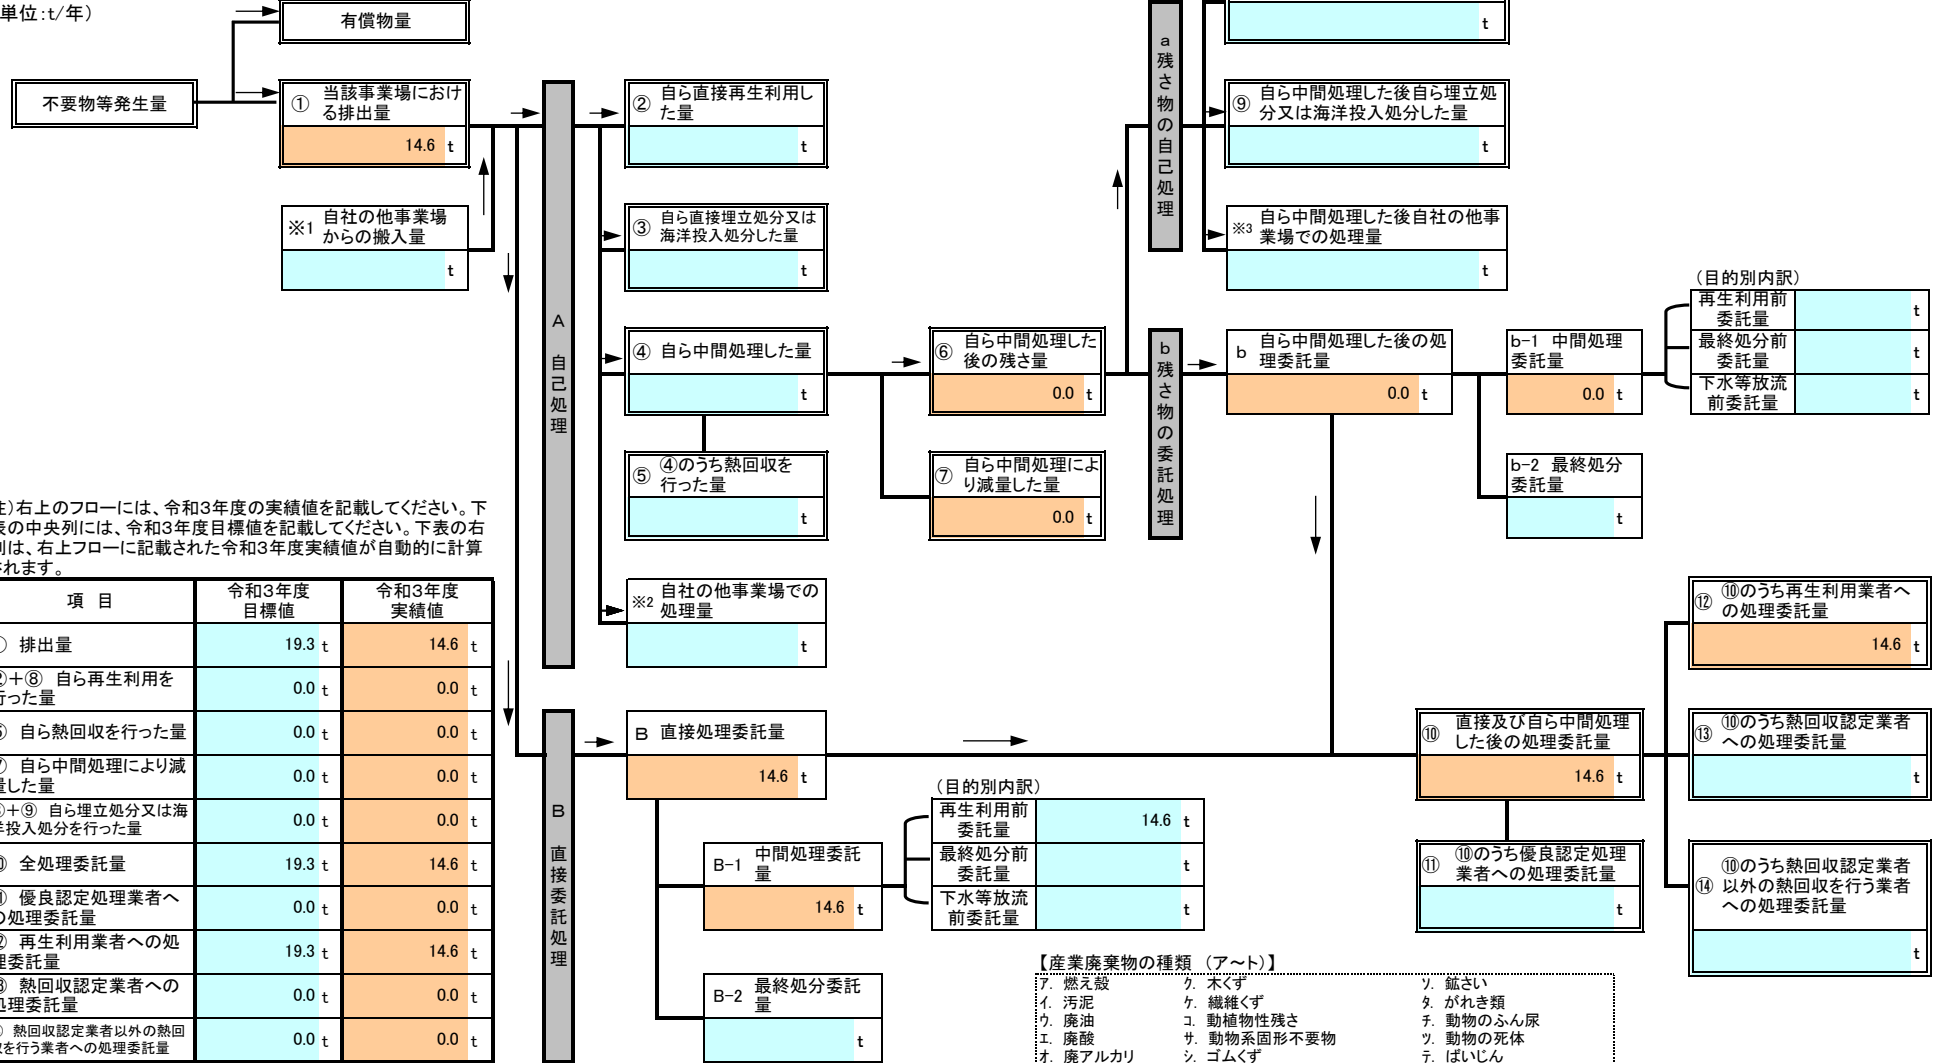 単位:t/年)
有償物量
不要物等発生量
① 当該事業場におけ
る排出量
14.6 t
※1 自社の他事業場
からの搬入量
t
A 自己処理
② 自ら直接再生利用し
た量
t
③ 自ら直接埋立処分又は
海洋投入処分した量
t
④ 自ら中間処理した量
t
⑤ ④のうち熱回収を
行った量
t
※2 自社の他事業場での
処理量
t
⑥ 自ら中間処理した
後の残さ量
0.0 t
⑦ 自ら中間処理によ
り減量した量
0.0 t
a 残さ物の自己処理
t
⑨ 自ら中間処理した後自ら埋立処
分又は海洋投入処分した量
t
※3 自ら中間処理した後自社の他事
業場での処理量
t
b 残さ物の委託処理
b 自ら中間処理した後の処
理委託量
0.0 t
b-1 中間処理
委託量
0.0 t
b-2 最終処分
委託量
t
(目的別内訳)
再生利用前
委託量
t
最終処分前
委託量
t
下水等放流
前委託量
t
)右上のフローには、令和3年度の実績値を記載してください。下
の中央列には、令和3年度目標値を記載してください。下表の右
は、右上フローに記載された令和3年度実績値が自動的に計算
れます。
項 目 令和3年度
目標値 令和3年度
実績値
排出量 19.3 t 14.6 t
+⑧ 自ら再生利用を
行った量 0.0 t 0.0 t
自ら熱回収を行った量 0.0 t 0.0 t
自ら中間処理により減
量した量 0.0 t 0.0 t
+⑨ 自ら埋立処分又は海
洋投入処分を行った量 0.0 t 0.0 t
全処理委託量 19.3 t 14.6 t
優良認定処理業者へ
の処理委託量 0.0 t 0.0 t
再生利用業者への処
理委託量 19.3 t 14.6 t
熱回収認定業者への
処理委託量 0.0 t 0.0 t
熱回収認定業者以外の熱回
収を行う業者への処理委託量 0.0 t 0.0 t
B 直接委託処理
B 直接処理委託量
14.6 t
B-1 中間処理委託
量
14.6 t
B-2 最終処分委託
量
t
(目的別内訳)
再生利用前
委託量
14.6 t
最終処分前
委託量
t
下水等放流
前委託量
t
⑩ 直接及び自ら中間処理
した後の処理委託量
14.6 t
⑪ ⑩のうち優良認定処理
業者への処理委託量
t
⑫ ⑩のうち再生利用業者へ
の処理委託量
14.6 t
⑬ ⑩のうち熱回収認定業者
への処理委託量
t
⑭ ⑩のうち熱回収認定業者
以外の熱回収を行う業者
への処理委託量
t
【産業廃棄物の種類 (ア~ト)】
ア. 燃え殻 ク. 木くず ソ. 鉱さい
イ. 汚泥 ケ. 繊維くず タ. がれき類
ウ. 廃油 コ. 動植物性残さ チ. 動物のふん尿
エ. 廃酸 サ. 動物系固形不要物 ツ. 動物の死体
オ. 廃アルカリ シ. ゴムくず テ. ばいじん